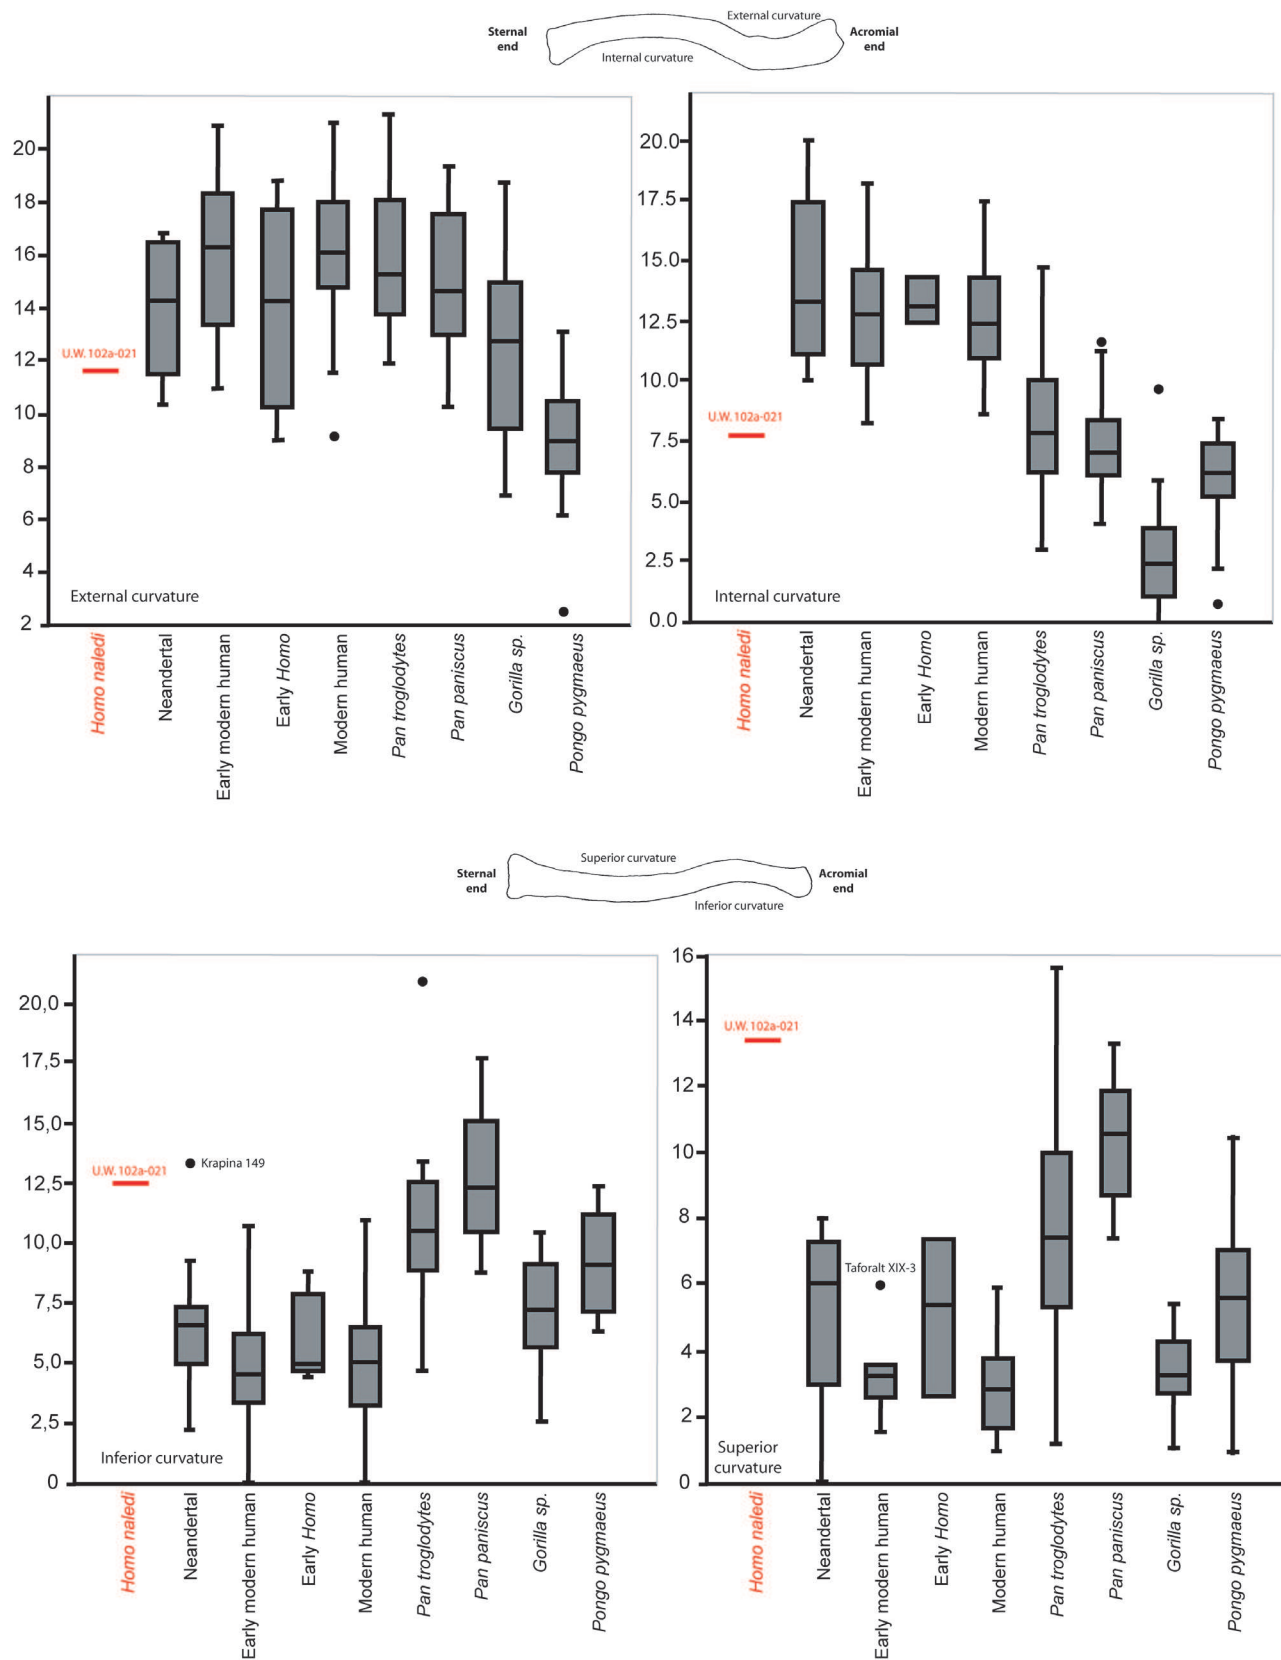 External curvature
Sternal
end
Acromial
end
Internal curvature
20
18
16
14
12
10
8
6
4
2
U.W. 102a-021
External curvature
Homo naledi
Neandertal
Early modern human
Early Homo
Modern human
Pan troglodytes
Pan paniscus
Gorilla sp.
Pongo pygmaeus
20.0
17.5
15.0
12.5
10.0
7.5
5.0
2.5
0.0
U.W. 102a-021
Internal curvature
Homo naledi
Neandertal
Early modern human
Early Homo
Modern human
Pan troglodytes
Pan paniscus
Gorilla sp.
Pongo pygmaeus
Superior curvature
Sternal
end
Acromial
end
Inferior curvature
20,0
17,5
15,0
12,5
10,0
7,5
5,0
2,5
0
U.W. 102a-021
Krapina 149
Inferior curvature
Homo naledi
Neandertal
Early modern human
Early Homo
Modern human
Pan troglodytes
Pan paniscus
Gorilla sp.
Pongo pygmaeus
16
14
12
10
8
6
4
2
0
U.W. 102a-021
Taforalt XIX-3
Superior
curvature
Homo naledi
Neandertal
Early modern human
Early Homo
Modern human
Pan troglodytes
Pan paniscus
Gorilla sp.
Pongo pygmaeus